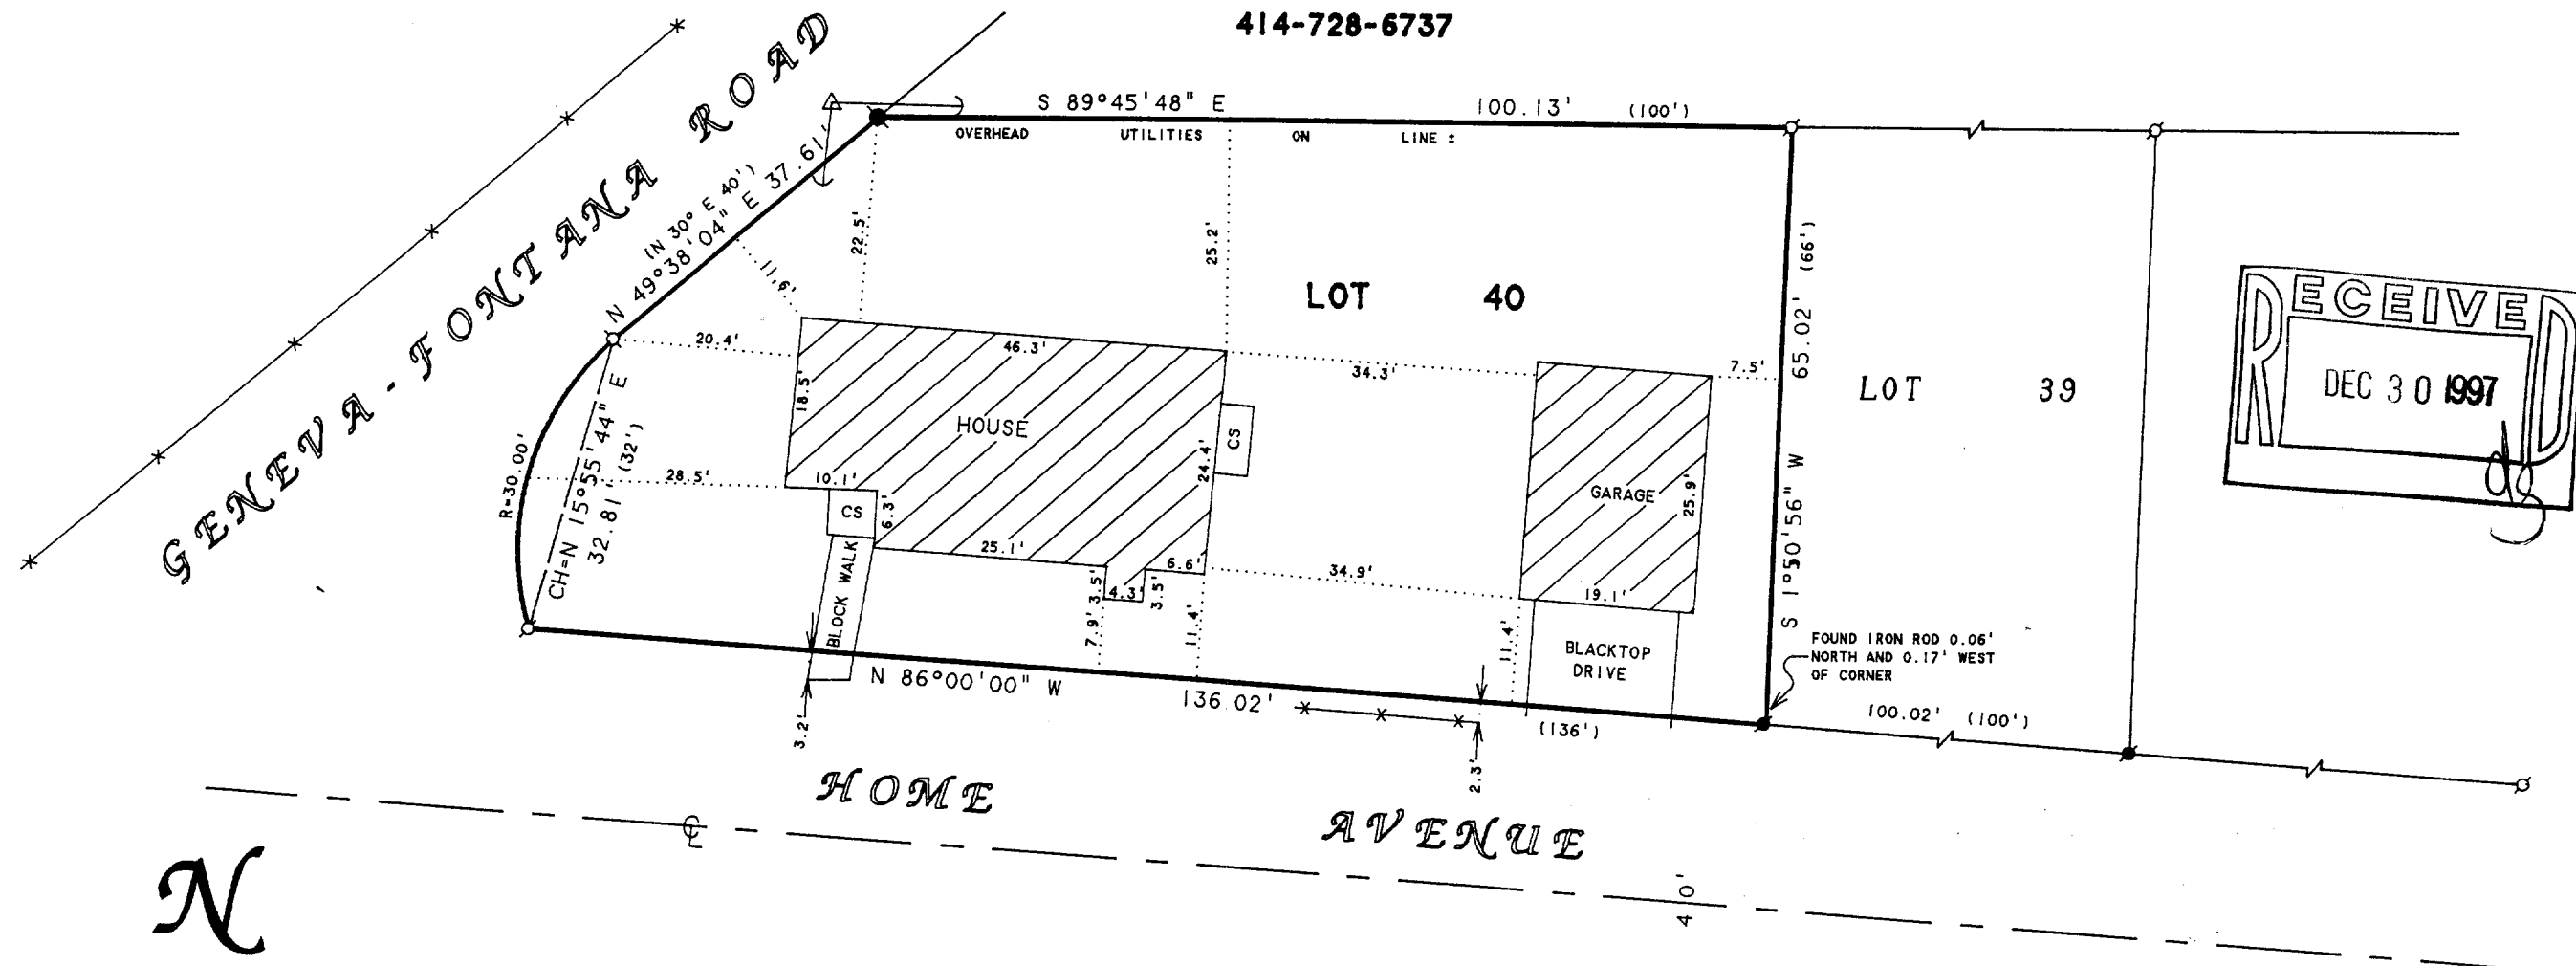 414-728-6737
GENEVA-FONTANA ROAD
S 89°45'48" E 100.13' (100')
OVERHEAD UTILITIES ON LINE ±
(N 30° E 40')
N 49°38'04" E 37.61'
22.5'
25.2'
11.6'
LOT 40
65.02' (66')
S 1°50'56" W
20.4'
46.3'
34.3'
7.5'
18.5'
HOUSE
24.4'
CS
LOT 39
RECEIVED
DEC 30 1997
R=30.00'
CH=N 15°55'44" E
32.81' (32')
28.5'
10.1'
CS
6.3'
GARAGE
25.9'
25.1'
BLOCK WALK
3.5'
4.3'
3.5'
6.6'
34.9'
19.1'
7.9'
11.4'
11.4'
BLACKTOP
DRIVE
FOUND IRON ROD 0.06'
NORTH AND 0.17' WEST
OF CORNER
N 86°00'00" W 136.02' (136')
100.02' (100')
3.2'
2.3'
HOME AVENUE
40'
N